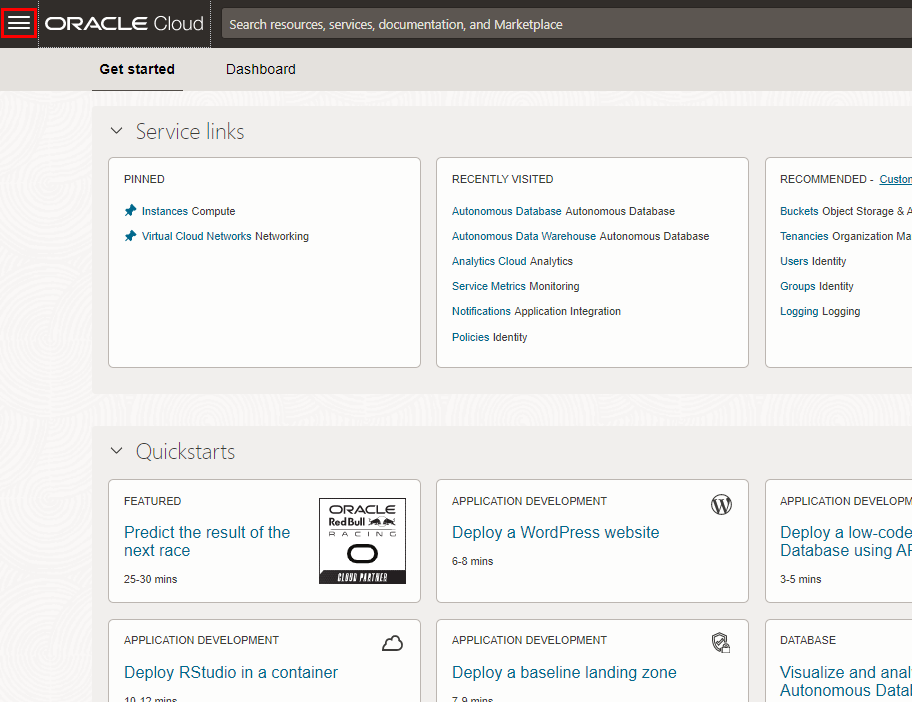 ORACLE Cloud
Search resources, services, documentation, and Marketplace
Get started
Dashboard
Service links
PINNED
Instances Compute
Virtual Cloud Networks Networking
RECENTLY VISITED
Autonomous Database Autonomous Database
Autonomous Data Warehouse Autonomous Database
Analytics Cloud Analytics
Service Metrics Monitoring
Notifications Application Integration
Policies Identity
RECOMMENDED - Custom
Buckets Object Storage & A
Tenancies Organization Ma
Users Identity
Groups Identity
Logging Logging
Quickstarts
FEATURED
Predict the result of the
next race
25-30 mins
ORACLE
Red Bull
RACING
CLOUD PARTNER
APPLICATION DEVELOPMENT
Deploy a WordPress website
6-8 mins
APPLICATION DEVELOPM
Deploy a low-code
Database using AP
3-5 mins
APPLICATION DEVELOPMENT
Deploy RStudio in a container
10-12 mins
APPLICATION DEVELOPMENT
Deploy a baseline landing zone
7-9 mins
DATABASE
Visualize and anal
Autonomous Data